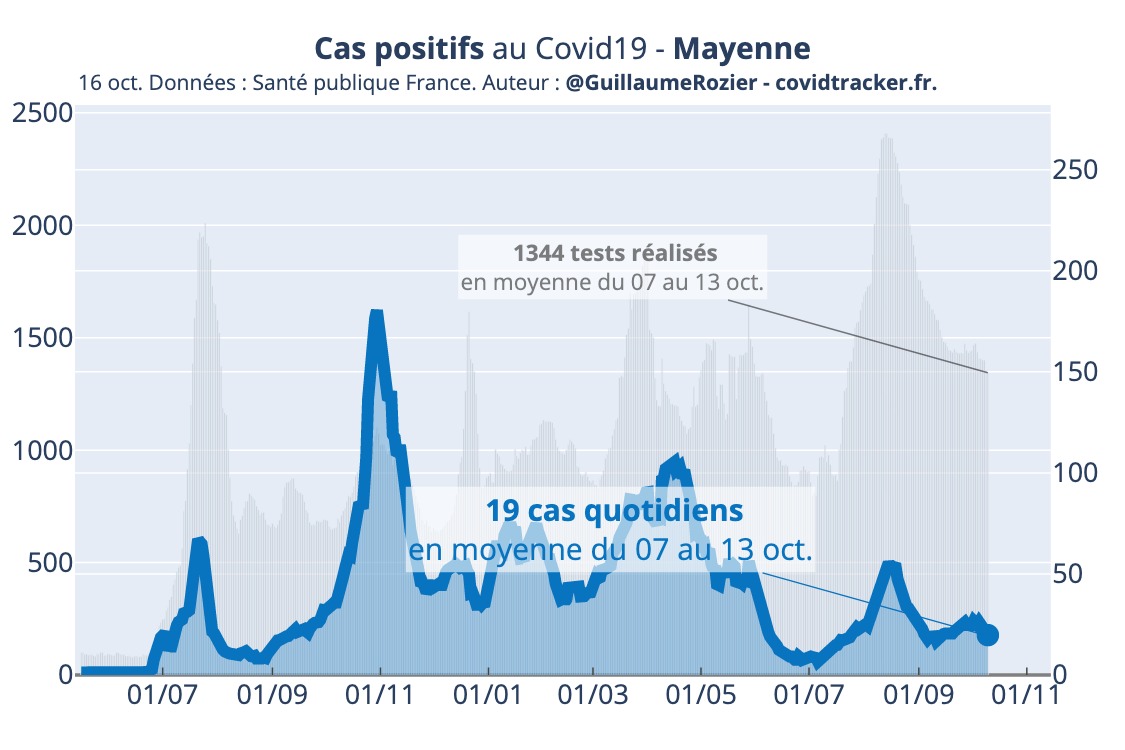 Cas positifs au Covid19 - Mayenne
16 oct. Données : Santé publique France. Auteur : @GuillaumeRozier - covidtracker.fr.
2500
2000
1500
1000
500
0
250
200
150
100
50
0
1344 tests réalisés
en moyenne du 07 au 13 oct.
19 cas quotidiens
en moyenne du 07 au 13 oct.
01/07 01/09 01/11 01/01 01/03 01/05 01/07 01/09 01/11